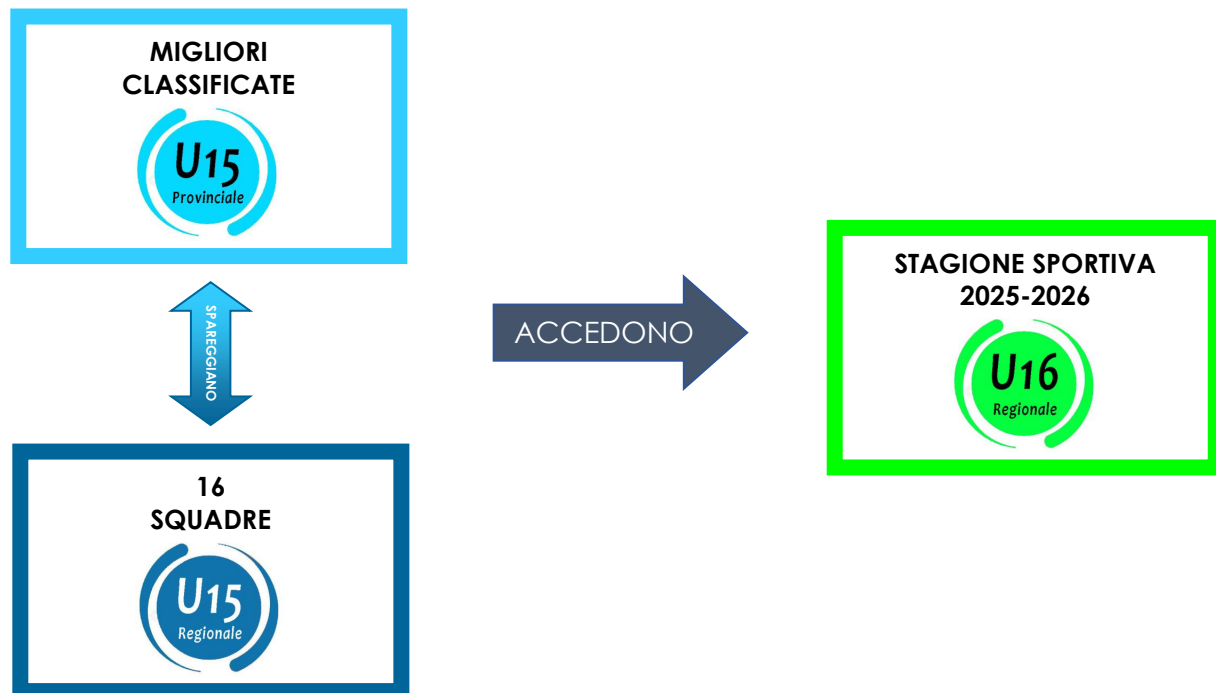 MIGLIORI
CLASSIFICATE
U15
Provinciale
SPAREGGIANO
16
SQUADRE
U15
Regionale
ACCEDONO
STAGIONE SPORTIVA
2025-2026
U16
Regionale